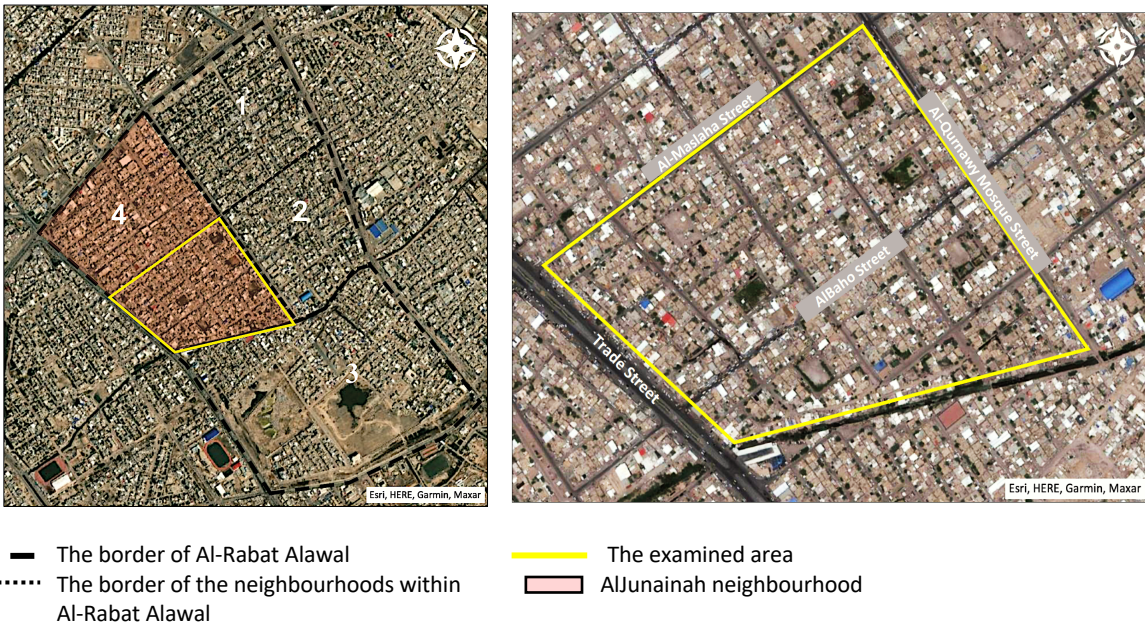 1
2
4
3
Esri, HERE, Garmin, Maxar
Al-Maslaha Street
Al-Qurnawy Mosque Street
AlBaho Street
Trade Street
Esri, HERE, Garmin, Maxar
The border of Al-Rabat Alawal
The border of the neighbourhoods within
Al-Rabat Alawal
The examined area
AlJunainah neighbourhood